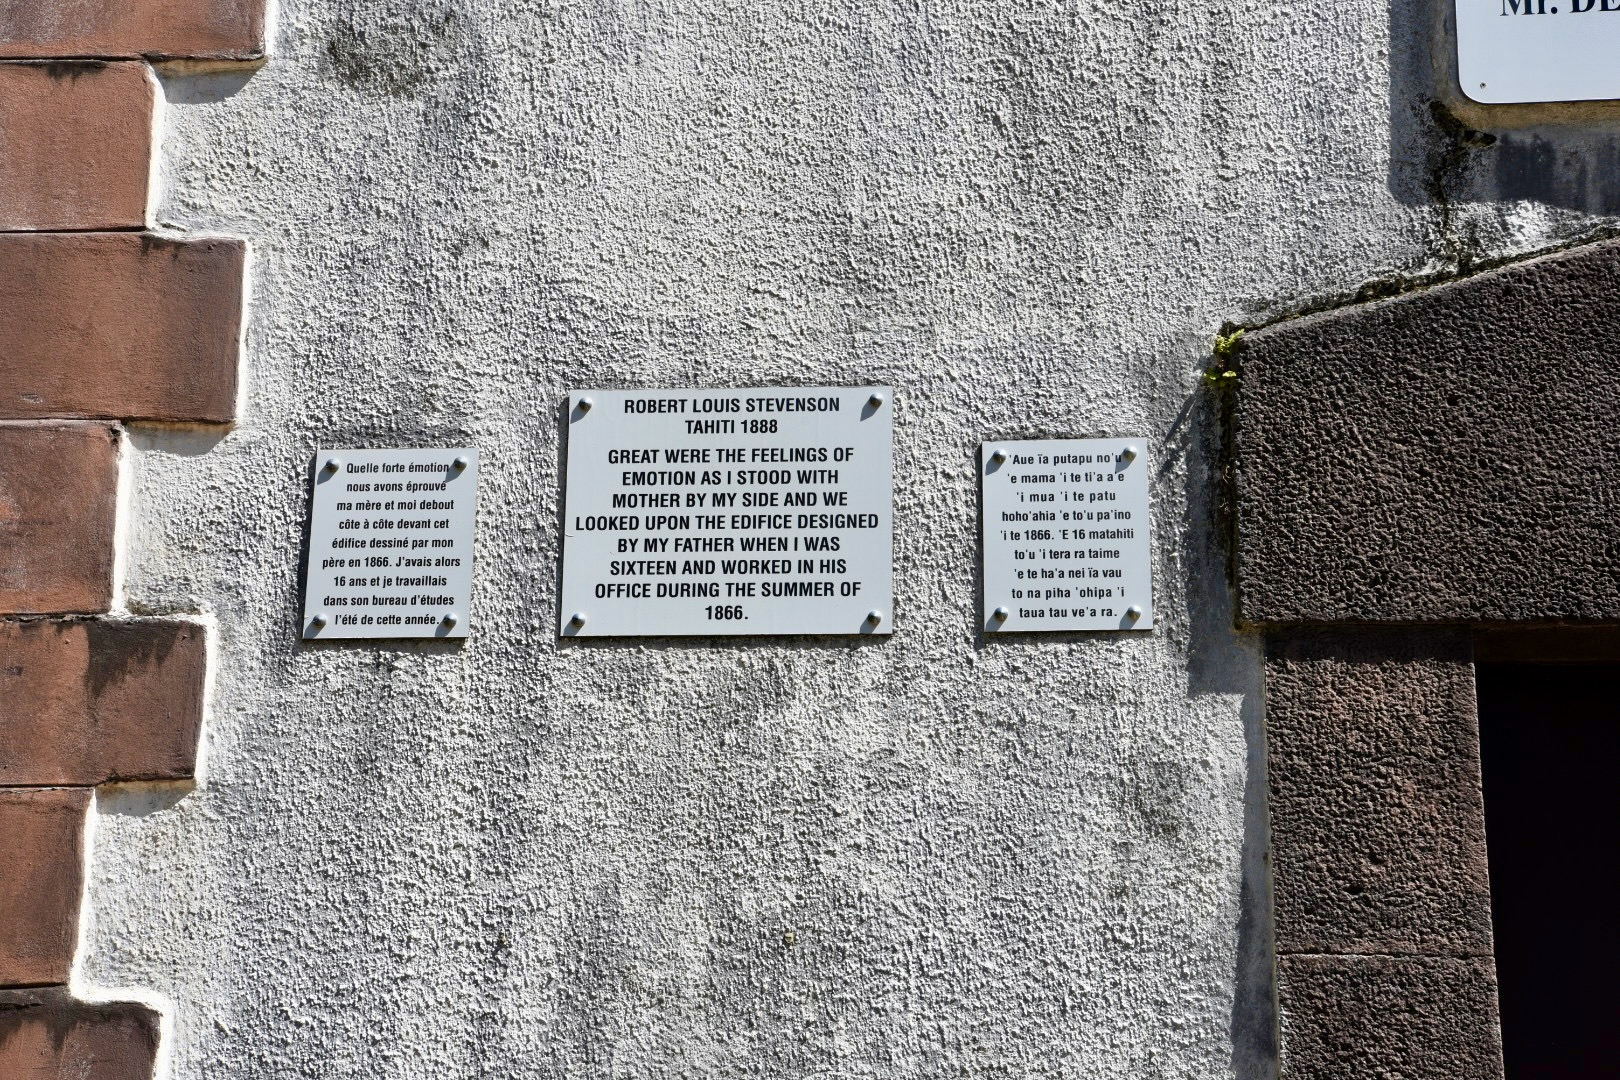 Mr. DE
ROBERT LOUIS STEVENSON
TAHITI 1888
GREAT WERE THE FEELINGS OF
EMOTION AS I STOOD WITH
MOTHER BY MY SIDE AND WE
LOOKED UPON THE EDIFICE DESIGNED
BY MY FATHER WHEN I WAS
SIXTEEN AND WORKED IN HIS
OFFICE DURING THE SUMMER OF
1866.
Quelle forte émotion
nous avons éprouvé
ma mère et moi debout
côte à côte devant cet
édifice dessiné par mon
père en 1866. J'avais alors
16 ans et je travaillais
dans son bureau d'études
l'été de cette année.
'Aue ïa putapu no'u
'e mama 'i te ti'a a'e
'i mua 'i te patu
hoho'ahia 'e to'u pa'ino
'i te 1866. 'E 16 matahiti
to'u 'i tera ra taime
'e te ha'a nei ïa vau
to na piha 'ohipa 'i
taua tau ve'a ra.